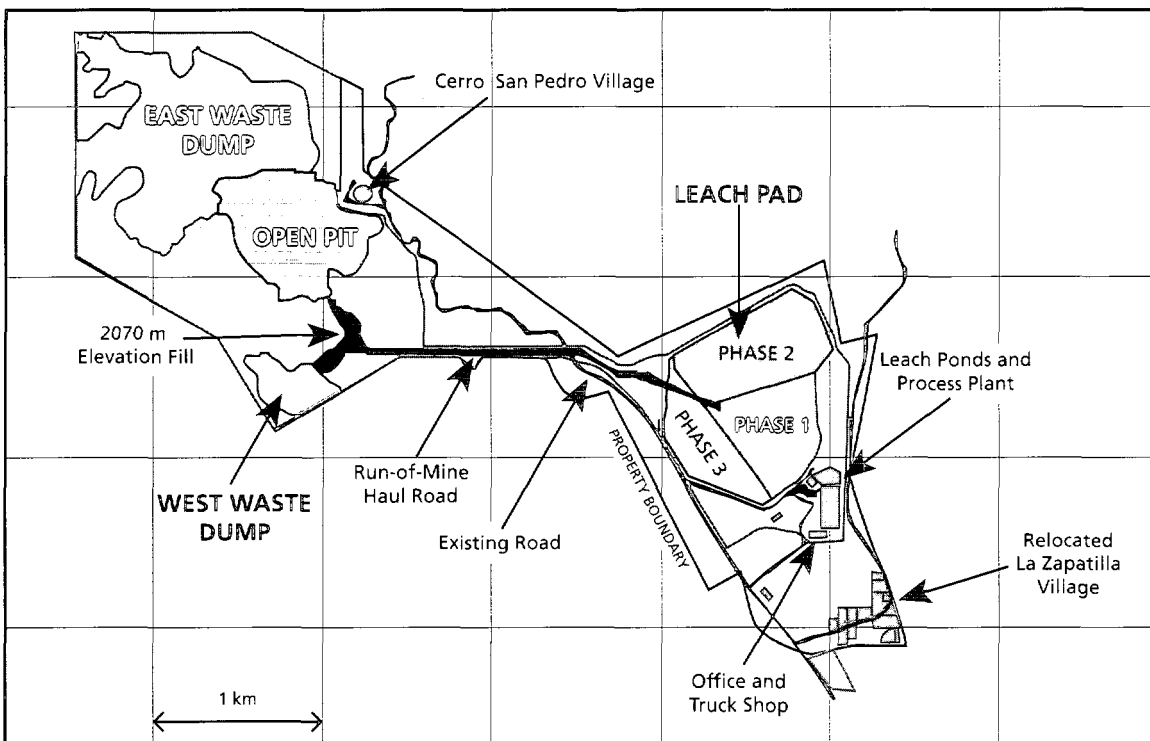 Cerro San Pedro Village
EAST WASTE
DUMP
LEACH PAD
OPEN PIT
2070 m
Elevation Fill
PHASE 2
Leach Ponds and
Process Plant
PHASE 1
PHASE 3
Run-of-Mine
Haul Road
PROPERTY BOUNDARY
WEST WASTE
DUMP
Existing Road
Relocated
La Zapatilla
Village
Office and
Truck Shop
1 km